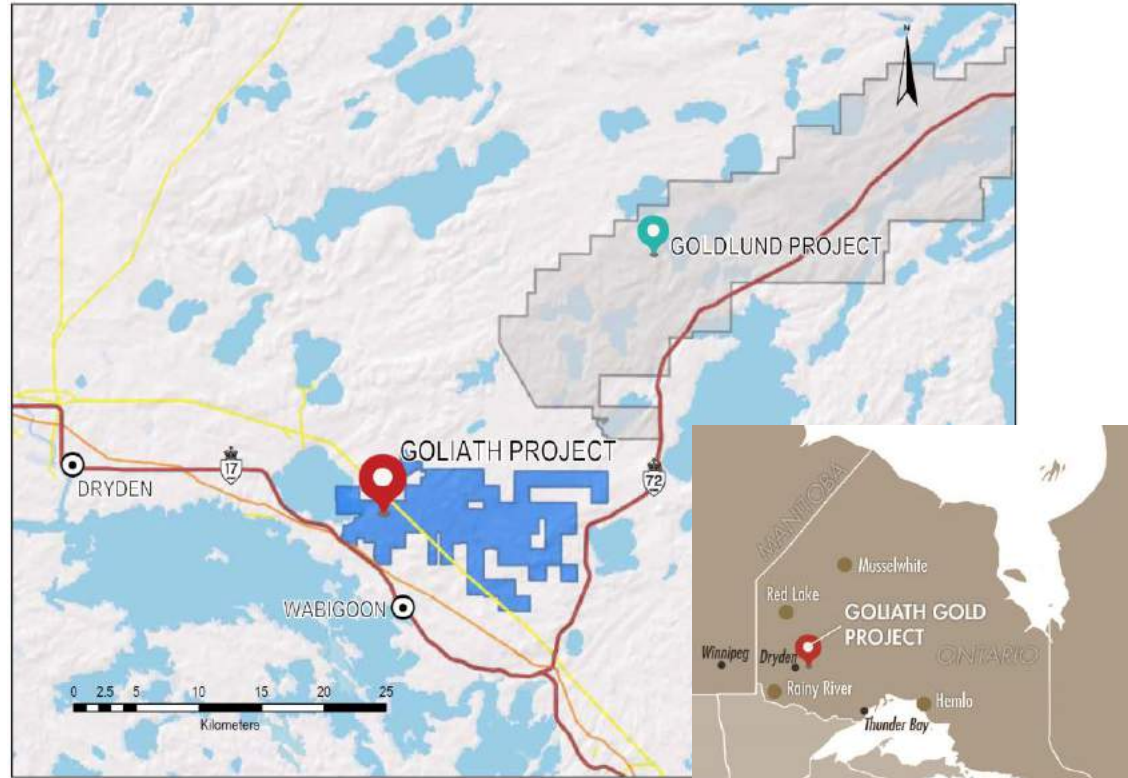 N
GOLDLUND PROJECT
GOLIATH PROJECT
17
72
DRYDEN
WABIGOON
0 2.5 5 10 15 20 25
Kilometers
MANITOBA
Musselwhite
Red Lake
GOLIATH GOLD
PROJECT
ONTARIO
Winnipeg
Dryden
Rainy River
Hemlo
Thunder Bay